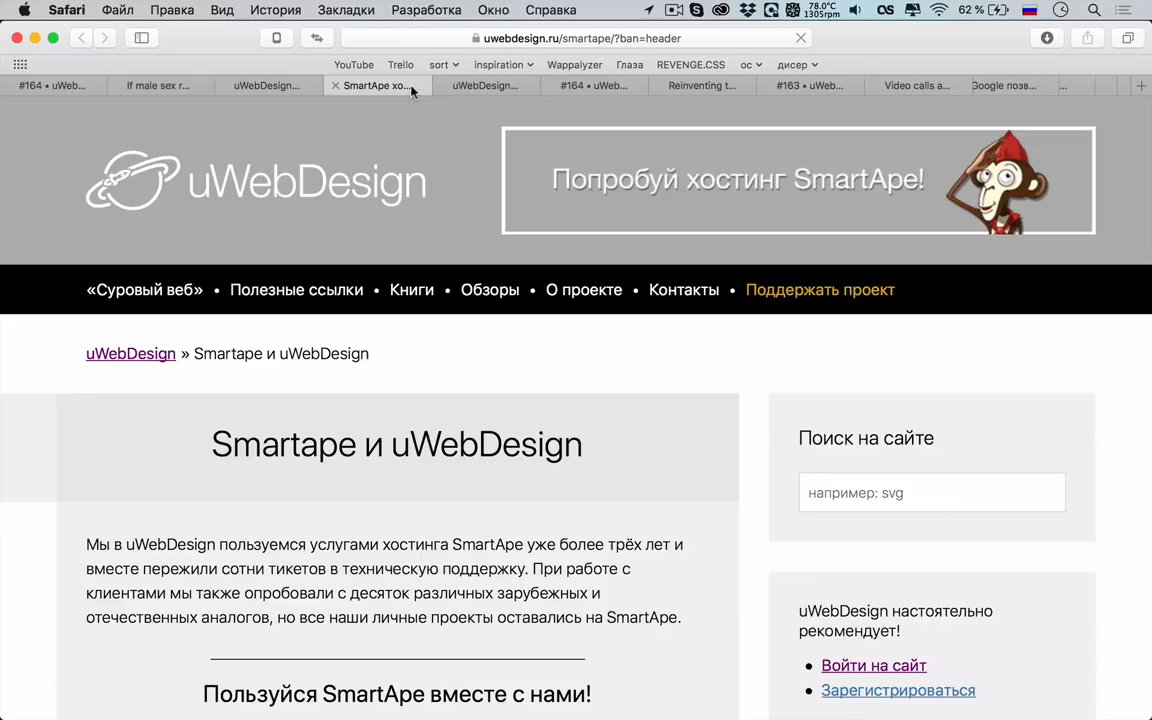 Safari Файл Правка Вид История Закладки Разработка Окно Справка 78.0°C 1305rpm 62 %
uwebdesign.ru/smartape/?ban=header
YouTube Trello sort inspiration Wappalyzer Глаза REVENGE.CSS ос дисер
#164 • uWeb... If male sex r... uWebDesign... SmartApe хо... uWebDesign... #164 • uWeb... Reinventing t... #163 • uWeb... Video calls a... Google позв... ...
uWebDesign
Попробуй хостинг SmartApe!
«Суровый веб» • Полезные ссылки • Книги • Обзоры • О проекте • Контакты • Поддержать проект
uWebDesign » Smartape и uWebDesign
Smartape и uWebDesign
Мы в uWebDesign пользуемся услугами хостинга SmartApe уже более трёх лет и
вместе пережили сотни тикетов в техническую поддержку. При работе с
клиентами мы также опробовали с десяток различных зарубежных и
отечественных аналогов, но все наши личные проекты оставались на SmartApe.
Пользуйся SmartApe вместе с нами!
Поиск на сайте
например: svg
uWebDesign настоятельно
рекомендует!
• Войти на сайт
• Зарегистрироваться